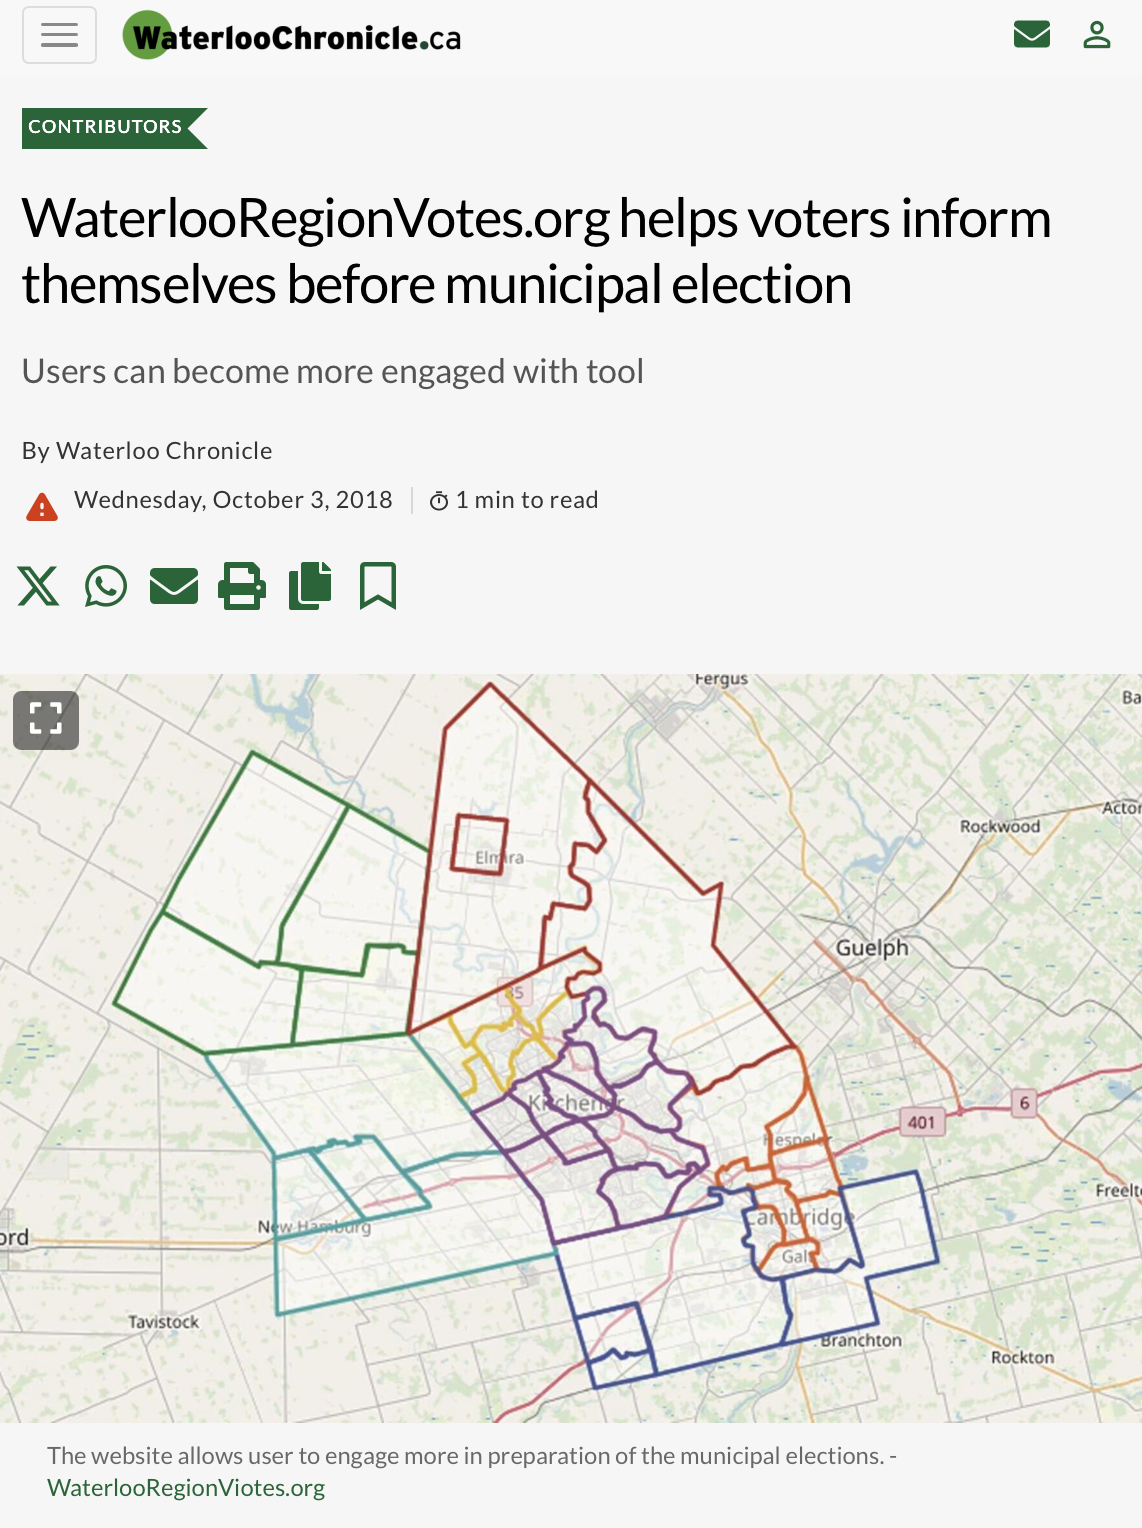 WaterlooChronicle.ca
CONTRIBUTORS
WaterlooRegionVotes.org helps voters inform
themselves before municipal election
Users can become more engaged with tool
By Waterloo Chronicle
Wednesday, October 3, 2018
1 min to read
Fergus
Ba
Acton
Rockwood
Elmira
Guelph
85
Kitchener
6
401
Hespeler
Freelt
Cambridge
New Hamburg
ord
Galt
Tavistock
Branchton
Rockton
The website allows user to engage more in preparation of the municipal elections. -
WaterlooRegionViotes.org